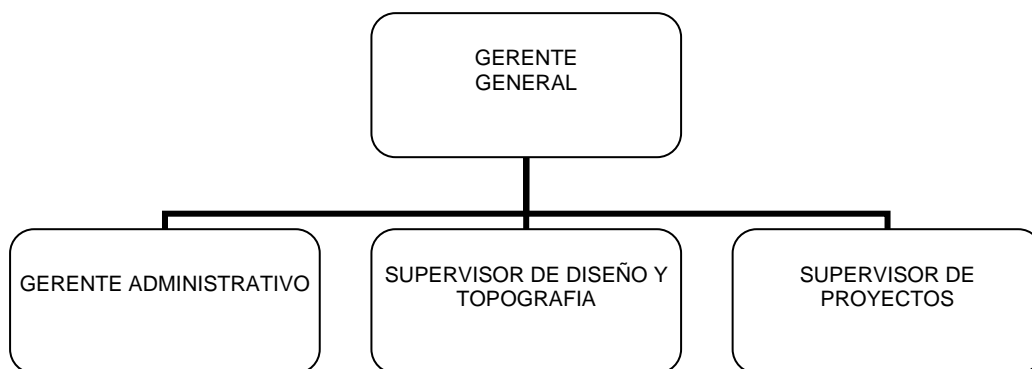 GERENTE
GENERAL
GERENTE ADMINISTRATIVO
SUPERVISOR DE DISEÑO Y
TOPOGRAFIA
SUPERVISOR DE
PROYECTOS